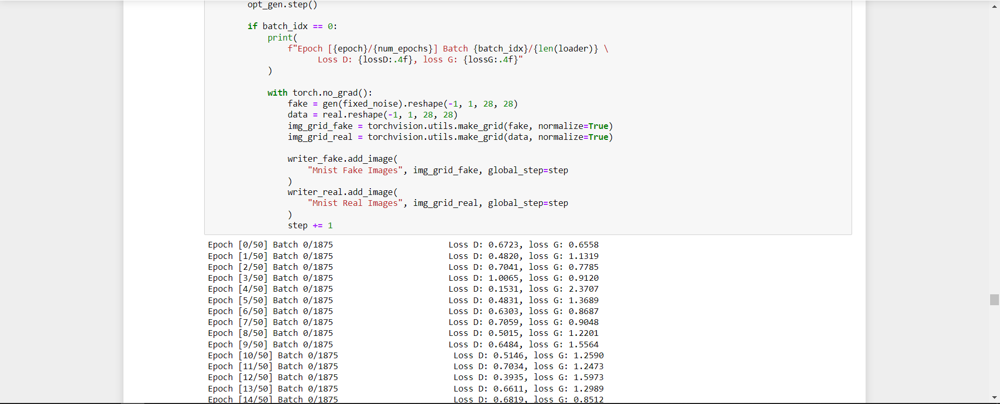 opt_gen.step()
if batch_idx == 0:
print(
f"Epoch [{epoch}/{num_epochs}] Batch {batch_idx}/{len(loader)} \
Loss D: {lossD:.4f}, loss G: {lossG:.4f}"
)
with torch.no_grad():
fake = gen(fixed_noise).reshape(-1, 1, 28, 28)
data = real.reshape(-1, 1, 28, 28)
img_grid_fake = torchvision.utils.make_grid(fake, normalize=True)
img_grid_real = torchvision.utils.make_grid(data, normalize=True)
writer_fake.add_image(
"Mnist Fake Images", img_grid_fake, global_step=step
)
writer_real.add_image(
"Mnist Real Images", img_grid_real, global_step=step
)
step += 1
Epoch [0/50] Batch 0/1875 Loss D: 0.6723, loss G: 0.6558
Epoch [1/50] Batch 0/1875 Loss D: 0.4820, loss G: 1.1319
Epoch [2/50] Batch 0/1875 Loss D: 0.7041, loss G: 0.7785
Epoch [3/50] Batch 0/1875 Loss D: 1.0065, loss G: 0.9120
Epoch [4/50] Batch 0/1875 Loss D: 0.1531, loss G: 2.3707
Epoch [5/50] Batch 0/1875 Loss D: 0.4831, loss G: 1.3689
Epoch [6/50] Batch 0/1875 Loss D: 0.6303, loss G: 0.8687
Epoch [7/50] Batch 0/1875 Loss D: 0.7059, loss G: 0.9048
Epoch [8/50] Batch 0/1875 Loss D: 0.5015, loss G: 1.2201
Epoch [9/50] Batch 0/1875 Loss D: 0.6484, loss G: 1.5564
Epoch [10/50] Batch 0/1875 Loss D: 0.5146, loss G: 1.2590
Epoch [11/50] Batch 0/1875 Loss D: 0.7034, loss G: 1.2473
Epoch [12/50] Batch 0/1875 Loss D: 0.3935, loss G: 1.5973
Epoch [13/50] Batch 0/1875 Loss D: 0.6611, loss G: 1.2989
Epoch [14/50] Batch 0/1875 Loss D: 0.6819, loss G: 0.8512